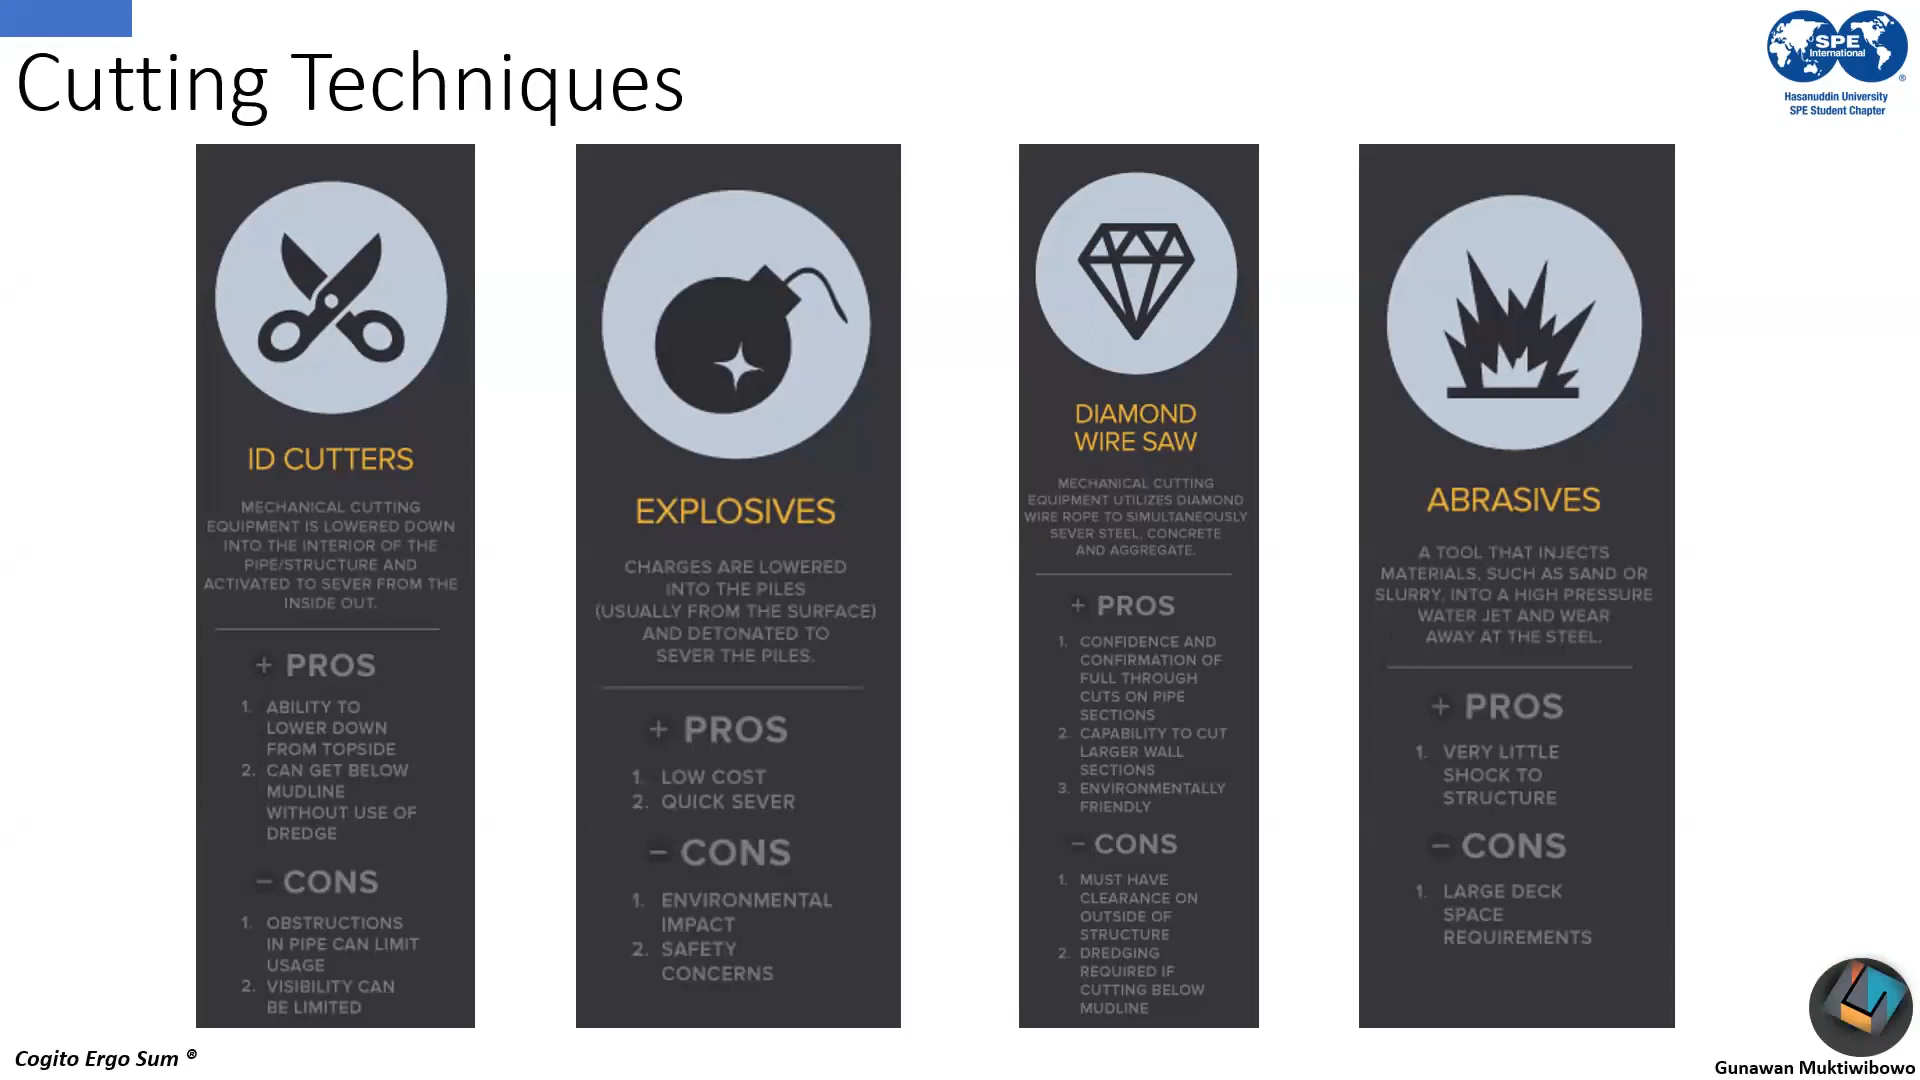 Cutting Techniques
SPE
International
®
Hasanuddin University
SPE Student Chapter
ID CUTTERS
MECHANICAL CUTTING
EQUIPMENT IS LOWERED DOWN
INTO THE INTERIOR OF THE
PIPE/STRUCTURE AND
ACTIVATED TO SEVER FROM THE
INSIDE OUT.
+ PROS
1. ABILITY TO
LOWER DOWN
FROM TOPSIDE
2. CAN GET BELOW
MUDLINE
WITHOUT USE OF
DREDGE
– CONS
1. OBSTRUCTIONS
IN PIPE CAN LIMIT
USAGE
2. VISIBILITY CAN
BE LIMITED
EXPLOSIVES
CHARGES ARE LOWERED
INTO THE PILES
(USUALLY FROM THE SURFACE)
AND DETONATED TO
SEVER THE PILES.
+ PROS
1. LOW COST
2. QUICK SEVER
– CONS
1. ENVIRONMENTAL
IMPACT
2. SAFETY
CONCERNS
DIAMOND
WIRE SAW
MECHANICAL CUTTING
EQUIPMENT UTILIZES DIAMOND
WIRE ROPE TO SIMULTANEOUSLY
SEVER STEEL, CONCRETE
AND AGGREGATE.
+ PROS
1. CONFIDENCE AND
CONFIRMATION OF
FULL THROUGH
CUTS ON PIPE
SECTIONS
2. CAPABILITY TO CUT
LARGER WALL
SECTIONS
3. ENVIRONMENTALLY
FRIENDLY
– CONS
1. MUST HAVE
CLEARANCE ON
OUTSIDE OF
STRUCTURE
2. DREDGING
REQUIRED IF
CUTTING BELOW
MUDLINE
ABRASIVES
A TOOL THAT INJECTS
MATERIALS, SUCH AS SAND OR
SLURRY, INTO A HIGH PRESSURE
WATER JET AND WEAR
AWAY AT THE STEEL.
+ PROS
1. VERY LITTLE
SHOCK TO
STRUCTURE
– CONS
1. LARGE DECK
SPACE
REQUIREMENTS
Cogito Ergo Sum ®
Gunawan Muktiwibowo